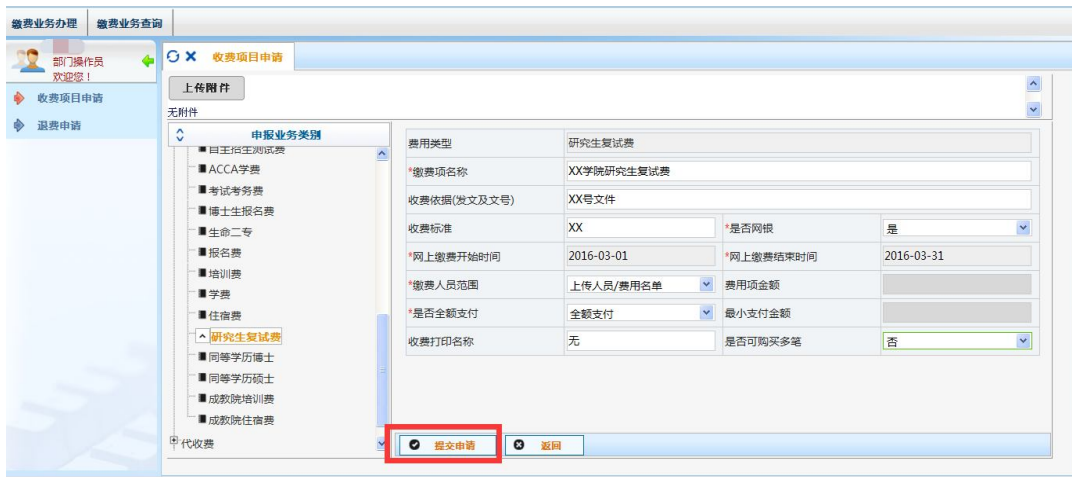 缴费业务办理 缴费业务查询
部门操作员
欢迎您！
收费项目申请
退费申请
收费项目申请
上传附件
无附件
申报业务类别
自主招生测试费
ACCA学费
考试考务费
博士生报名费
生命二专
报名费
培训费
学费
住宿费
研究生复试费
同等学历博士
同等学历硕士
成教院培训费
成教院住宿费
代收费
费用类型 研究生复试费
*缴费项名称 XX学院研究生复试费
收费依据(发文及文号) XX号文件
收费标准 XX *是否网银 是
*网上缴费开始时间 2016-03-01 *网上缴费结束时间 2016-03-31
*缴费人员范围 上传人员/费用名单 费用项金额
*是否全额支付 全额支付 最小支付金额
收费打印名称 无 是否可购买多笔 否
提交申请 返回